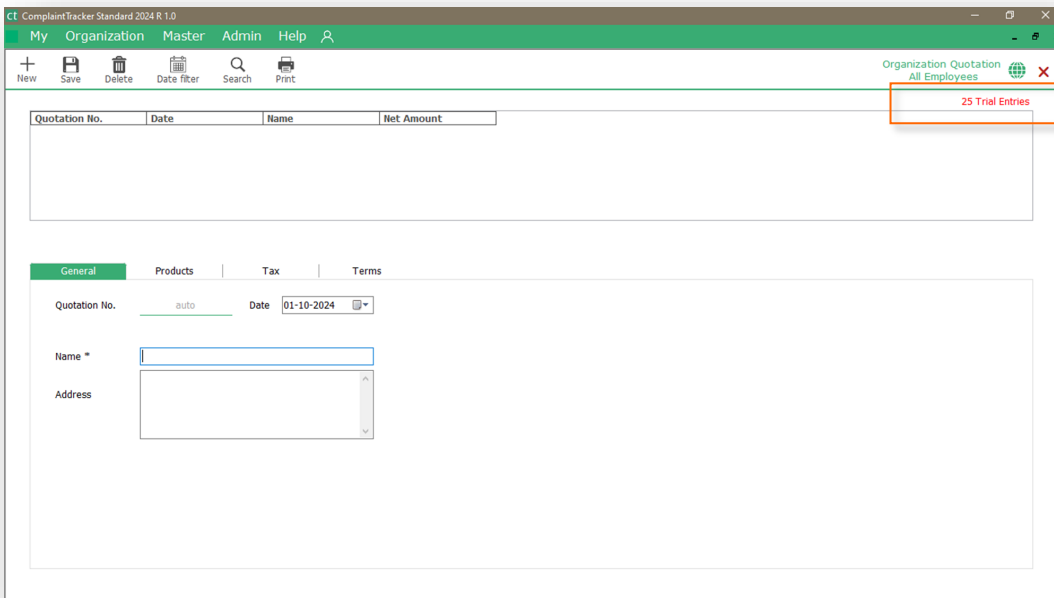 ct ComplaintTracker Standard 2024 R 1.0
My Organization Master Admin Help
New Save Delete Date filter Search Print
Organization Quotation
All Employees
25 Trial Entries
Quotation No. Date Name Net Amount
General Products Tax Terms
Quotation No. auto Date 01-10-2024
Name *
Address